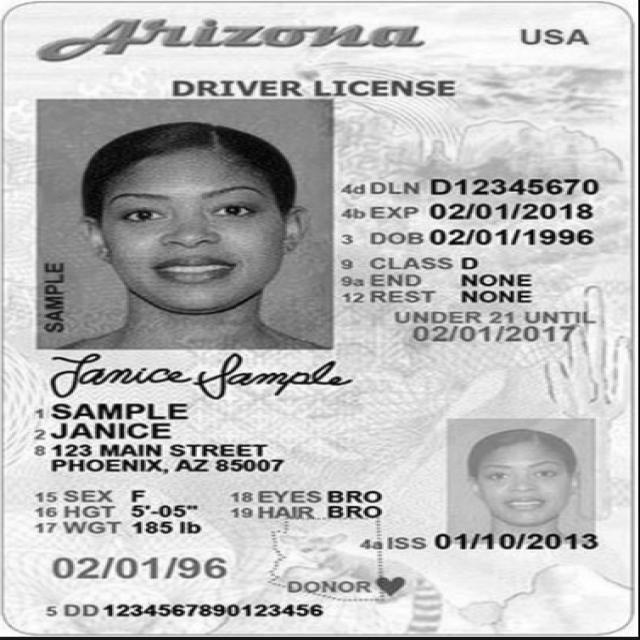 Arizona USA
DRIVER LICENSE
SAMPLE
4d DLN D12345670
4b EXP 02/01/2018
3 DOB 02/01/1996
9 CLASS D
9a END NONE
12 REST NONE
UNDER 21 UNTIL
02/01/2017
Janice Sample
1 SAMPLE
2 JANICE
8 123 MAIN STREET
PHOENIX, AZ 85007
15 SEX F 18 EYES BRO
16 HGT 5'-05" 19 HAIR BRO
17 WGT 185 lb
4a ISS 01/10/2013
02/01/96
DONOR
5 DD 1234567890123456